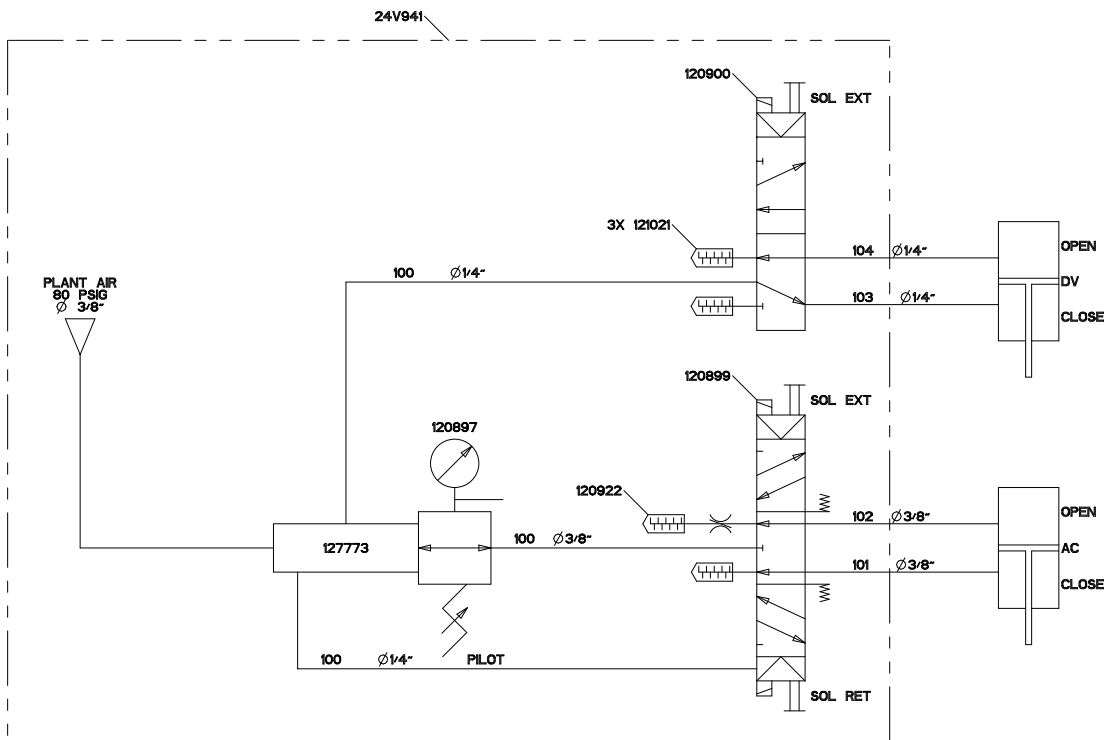 24V941
120900
SOL EXT
3X 121021
104 Ø1/4"
OPEN
PLANT AIR
80 PSIG
Ø 3/8"
100 Ø1/4"
DV
103 Ø1/4"
CLOSE
120899
SOL EXT
120897
120922
102 Ø3/8"
OPEN
127773
100 Ø3/8"
AC
101 Ø3/8"
CLOSE
100 Ø1/4" PILOT
SOL RET